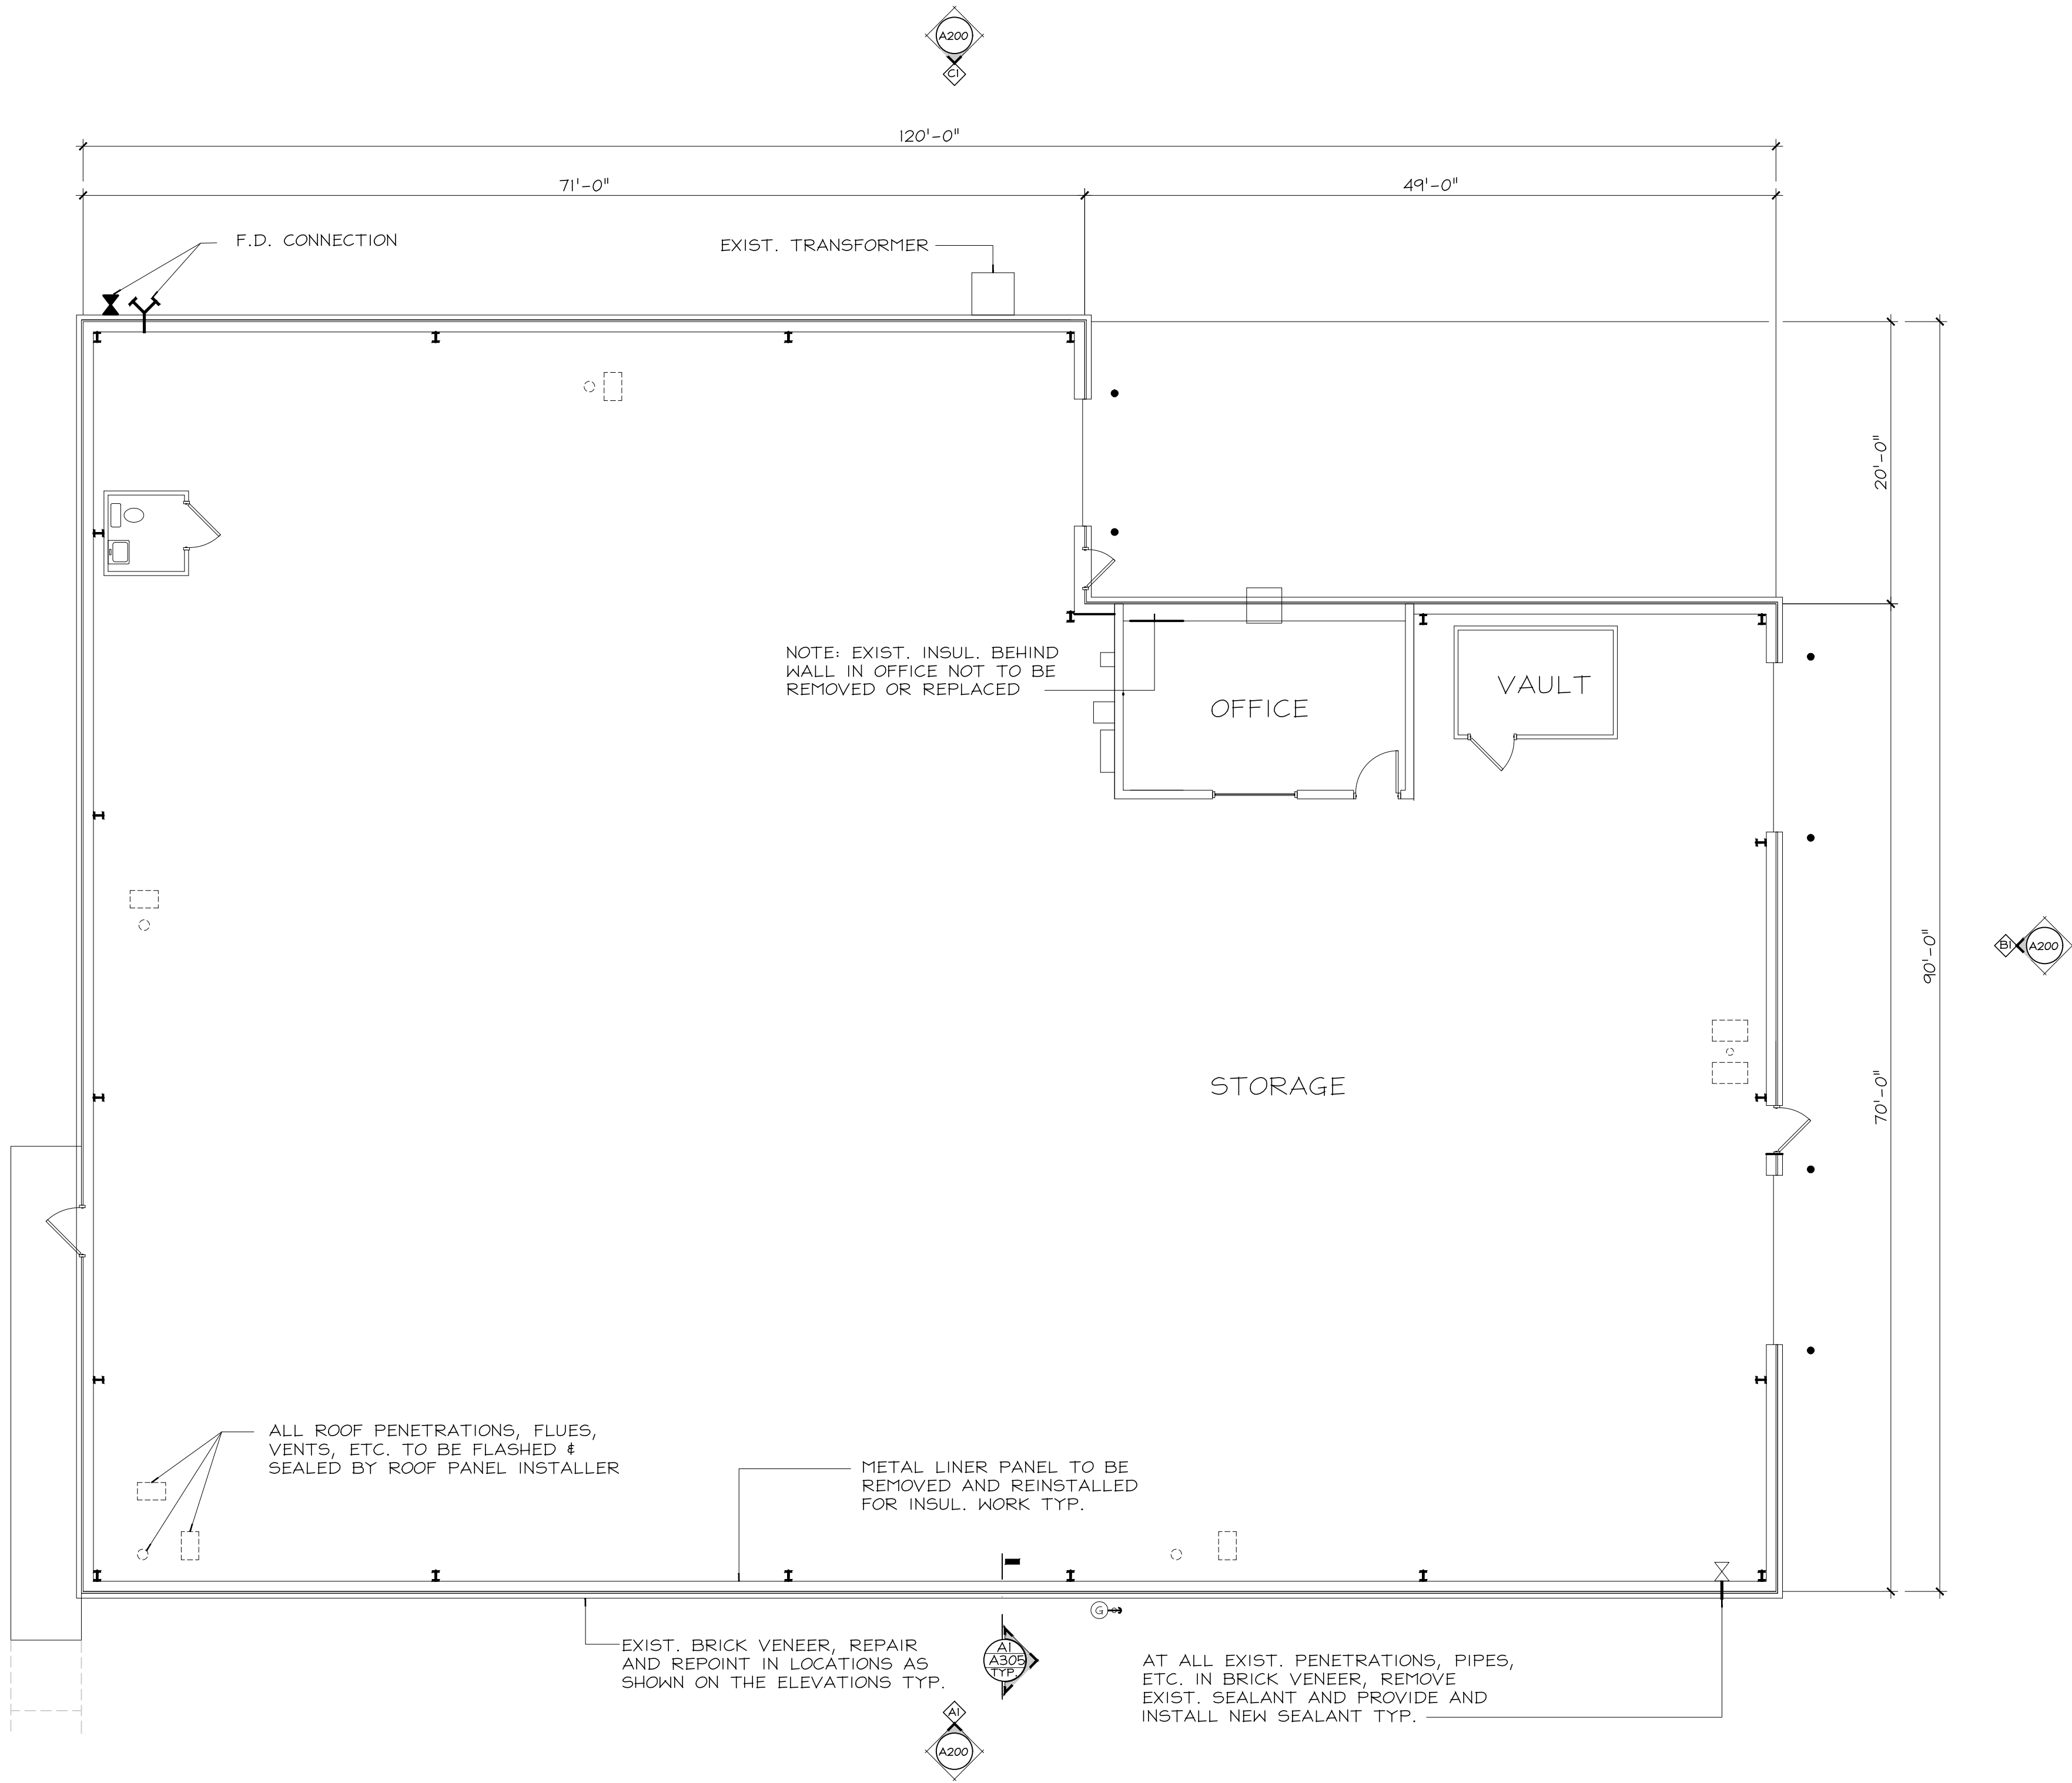 A200
C1
120'-0"
71'-0"
49'-0"
F.D. CONNECTION
EXIST. TRANSFORMER
20'-0"
NOTE: EXIST. INSUL. BEHIND
WALL IN OFFICE NOT TO BE
REMOVED OR REPLACED
OFFICE
VAULT
90'-0"
B1
A200
STORAGE
70'-0"
ALL ROOF PENETRATIONS, FLUES,
VENTS, ETC. TO BE FLASHED &
SEALED BY ROOF PANEL INSTALLER
METAL LINER PANEL TO BE
REMOVED AND REINSTALLED
FOR INSUL. WORK TYP.
G
EXIST. BRICK VENEER, REPAIR
AND REPOINT IN LOCATIONS AS
SHOWN ON THE ELEVATIONS TYP.
A1
A305
TYP.
AT ALL EXIST. PENETRATIONS, PIPES,
ETC. IN BRICK VENEER, REMOVE
EXIST. SEALANT AND PROVIDE AND
INSTALL NEW SEALANT TYP.
A1
A200